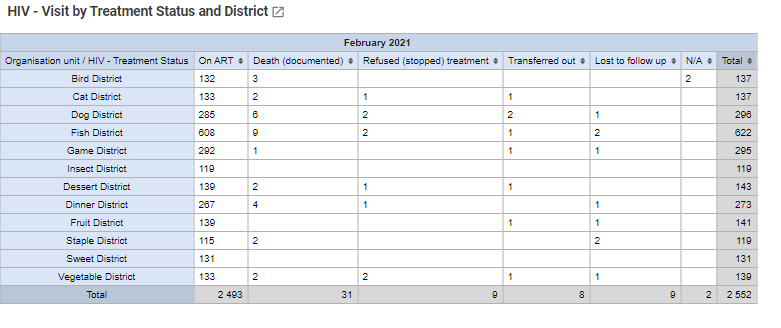 HIV - Visit by Treatment Status and District
February 2021
Organisation unit / HIV - Treatment Status On ART Death (documented) Refused (stopped) treatment Transferred out Lost to follow up N/A Total
Bird District 132 3 2 137
Cat District 133 2 1 1 137
Dog District 285 6 2 2 1 296
Fish District 608 9 2 1 2 622
Game District 292 1 1 1 295
Insect District 119 119
Dessert District 139 2 1 1 143
Dinner District 267 4 1 1 273
Fruit District 139 1 1 141
Staple District 115 2 2 119
Sweet District 131 131
Vegetable District 133 2 2 1 1 139
Total 2 493 31 9 8 9 2 2 552